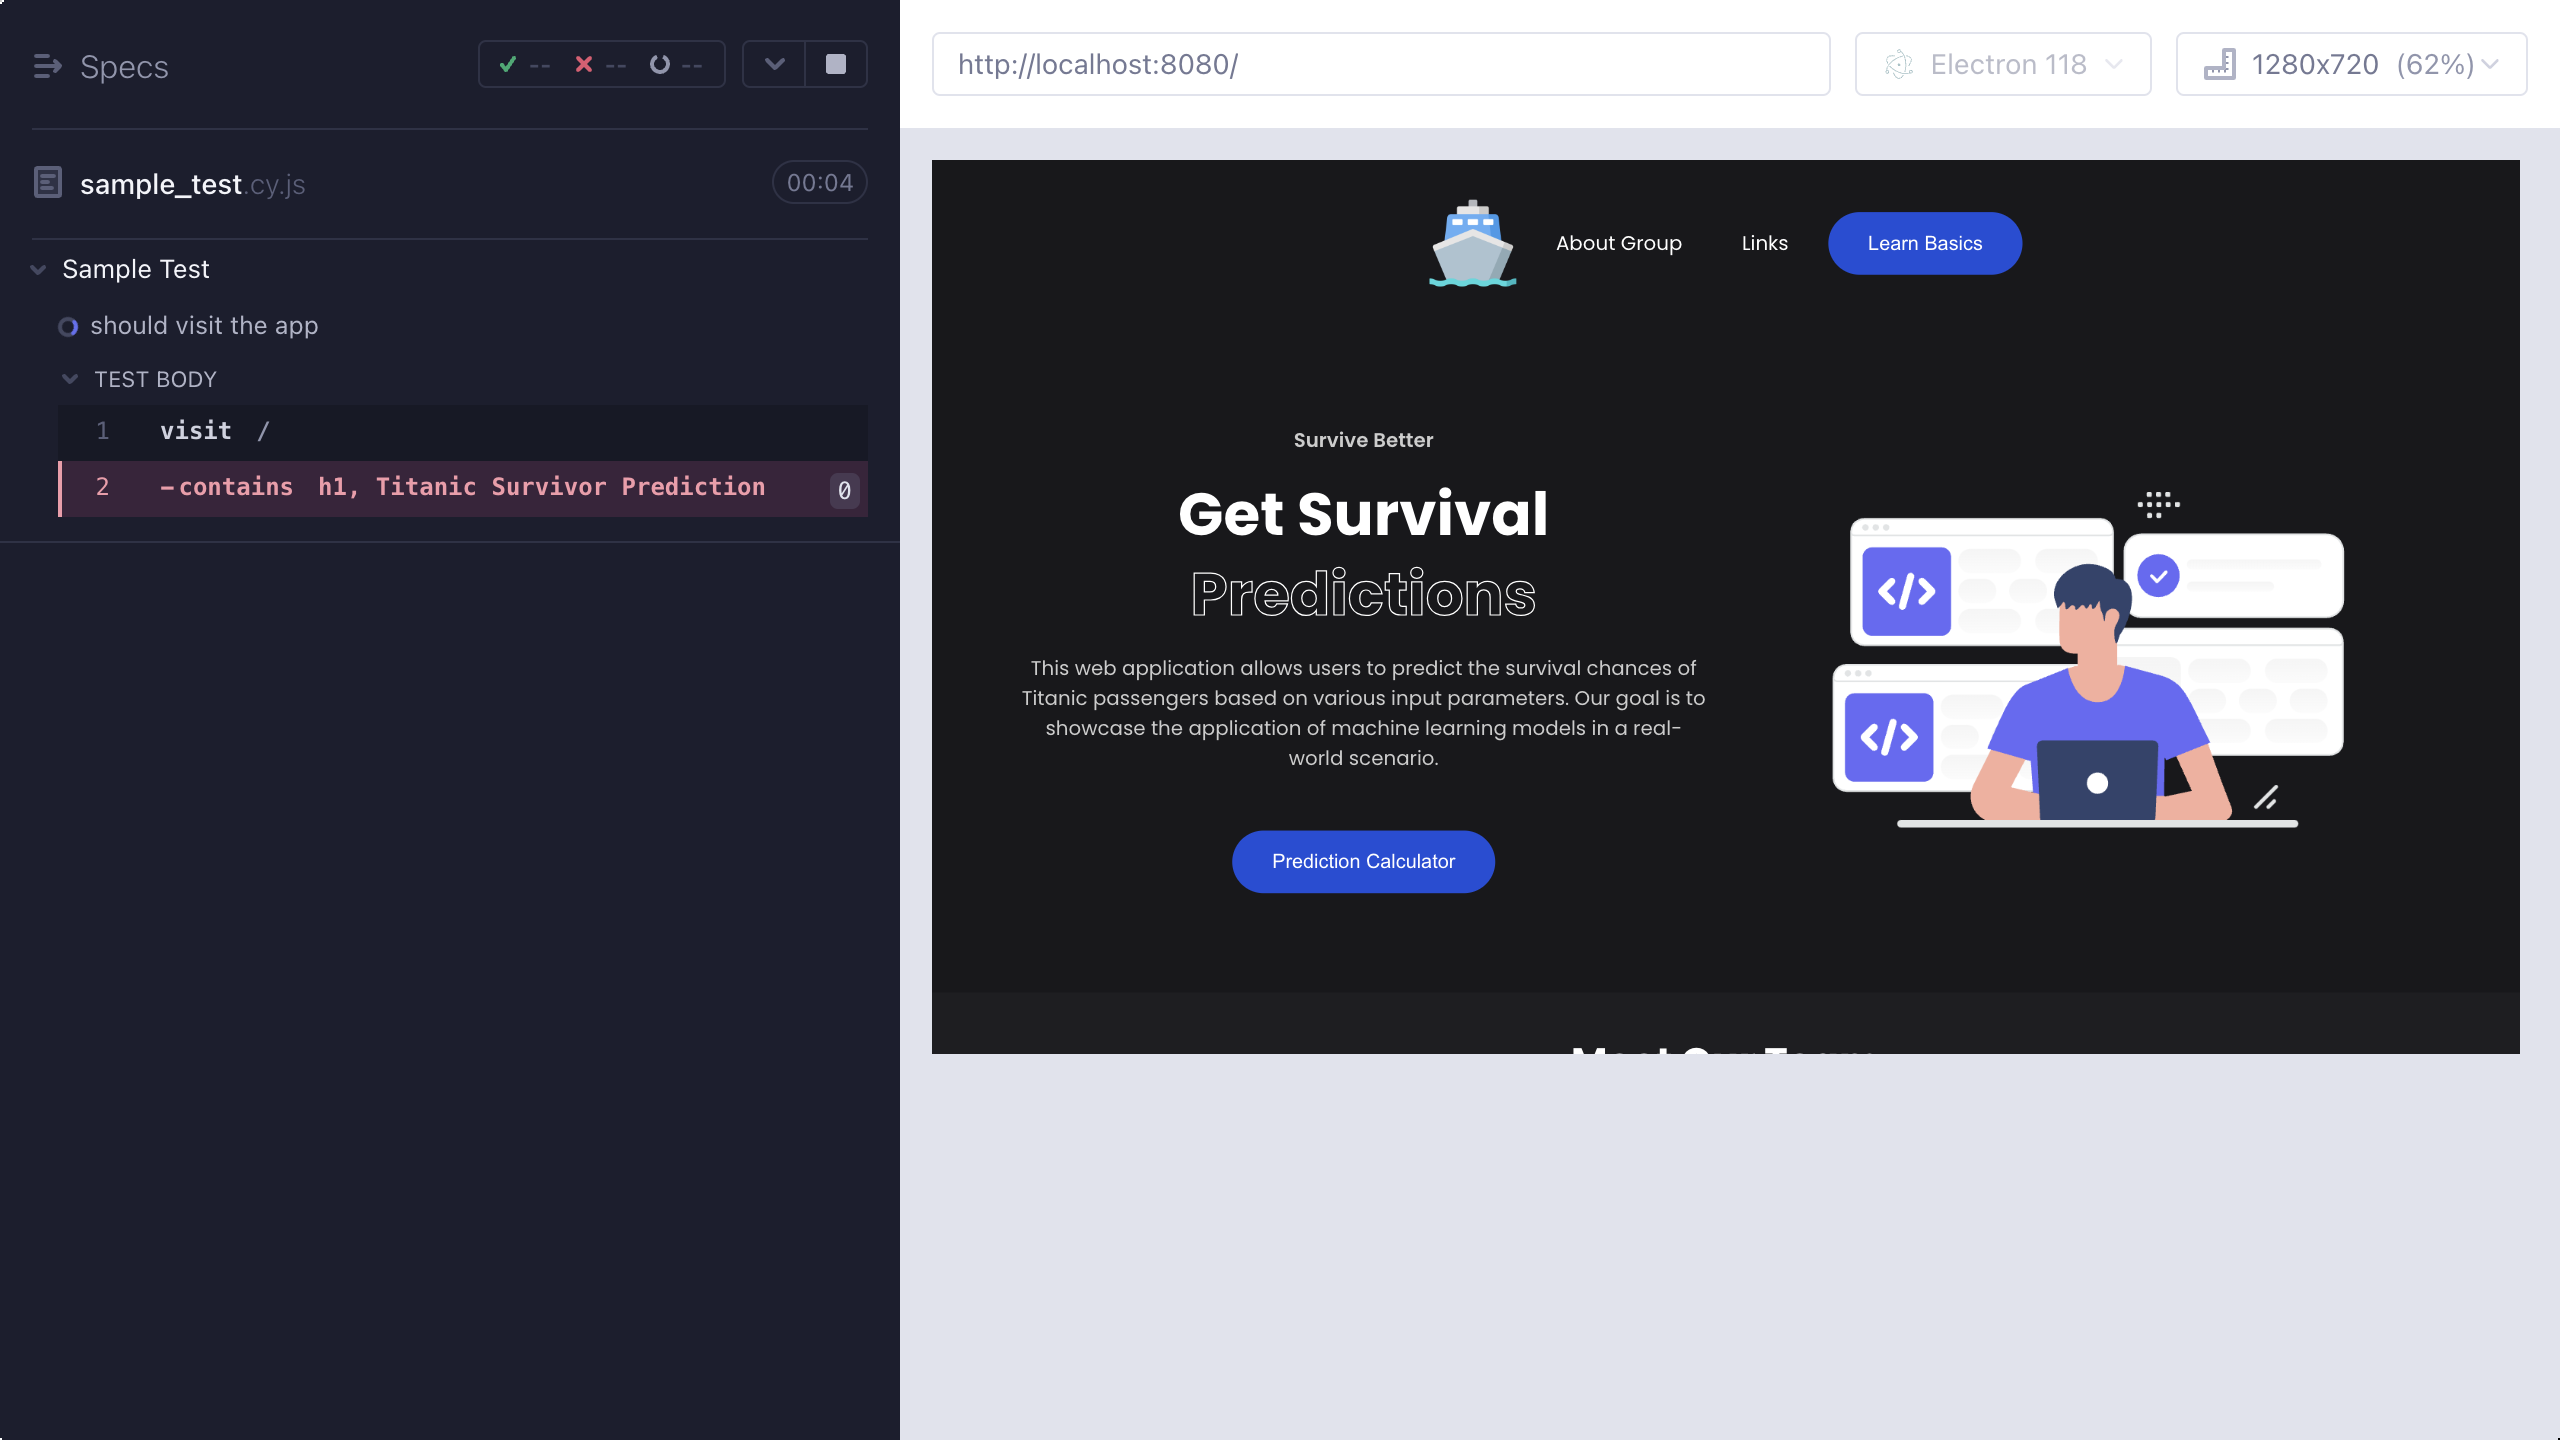 Specs
-- -- --
sample_test.cy.js
00:04
Sample Test
should visit the app
TEST BODY
1 visit /
2 -contains h1, Titanic Survivor Prediction 0
http://localhost:8080/
Electron 118
1280x720 (62%)
About Group
Links
Learn Basics
Survive Better
Get Survival
Predictions
This web application allows users to predict the survival chances of
Titanic passengers based on various input parameters. Our goal is to
showcase the application of machine learning models in a real-
world scenario.
Prediction Calculator